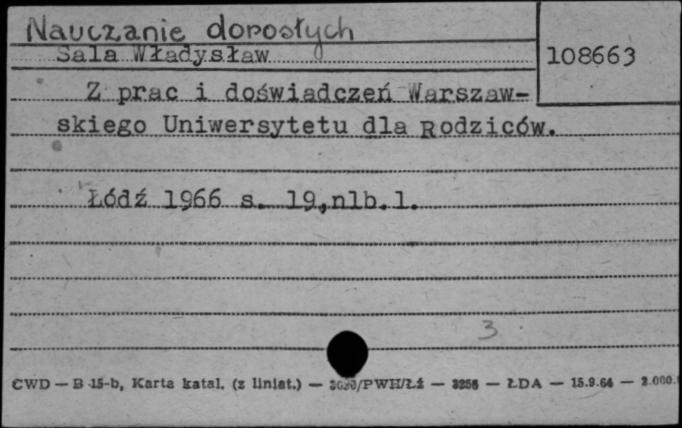 Nauczanie dorosłych
Sala Władysław
108663
Z prac i doświadczeń Warszaw-
skiego Uniwersytetu dla Rodziców.
Łódź 1966 s. 19,nlb.1.
3
CWD — B 15-b, Karta katal. (z liniat.) — /PWH/Łź — 3256 — ŁDA — 15.9.64 — 2.000.